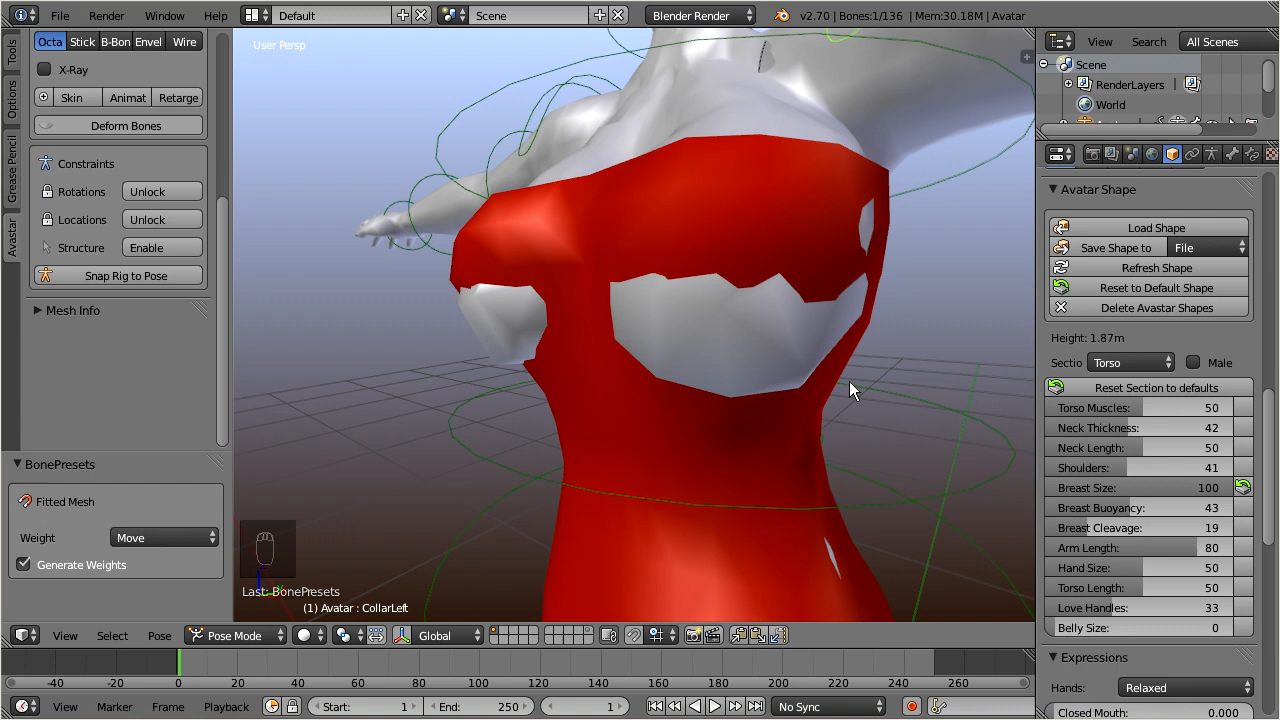 File Render Window Help Default Scene Blender Render v2.70 | Bones:1/136 | Mem:30.18M | Avatar
Tools
Options
Grease Pencil
Avastar
Octa Stick B-Bon Envel Wire
X-Ray
Skin Animat Retarge
Deform Bones
Constraints
Rotations Unlock
Locations Unlock
Structure Enable
Snap Rig to Pose
Mesh Info
BonePresets
Fitted Mesh
Weight Move
Generate Weights
User Persp
Last: BonePresets
(1) Avatar : CollarLeft
View Select Pose Pose Mode Global
View Search All Scenes
Scene
RenderLayers
World
Avatar Shape
Load Shape
Save Shape to File
Refresh Shape
Reset to Default Shape
Delete Avastar Shapes
Height: 1.87m
Sectio Torso Male
Reset Section to defaults
Torso Muscles: 50
Neck Thickness: 42
Neck Length: 50
Shoulders: 41
Breast Size: 100
Breast Buoyancy: 43
Breast Cleavage: 19
Arm Length: 80
Hand Size: 50
Torso Length: 50
Love Handles: 33
Belly Size: 0
Expressions
Hands: Relaxed
Closed Mouth: 0.000
-40 -20 0 20 40 60 80 100 120 140 160 180 200 220 240 260
View Marker Frame Playback Start: 1 End: 250 1 No Sync